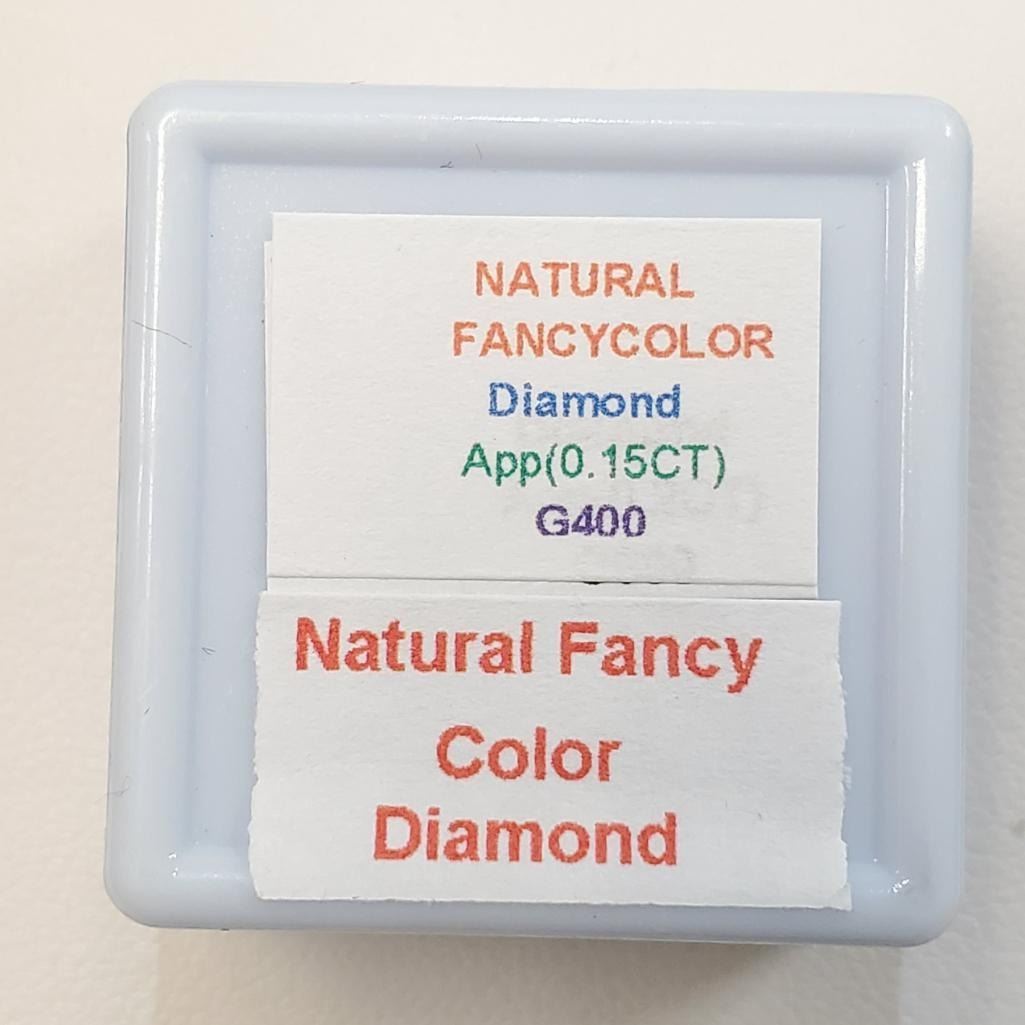 NATURAL
FANCYCOLOR
Diamond
App(0.15CT)
G400
Natural Fancy
Color
Diamond